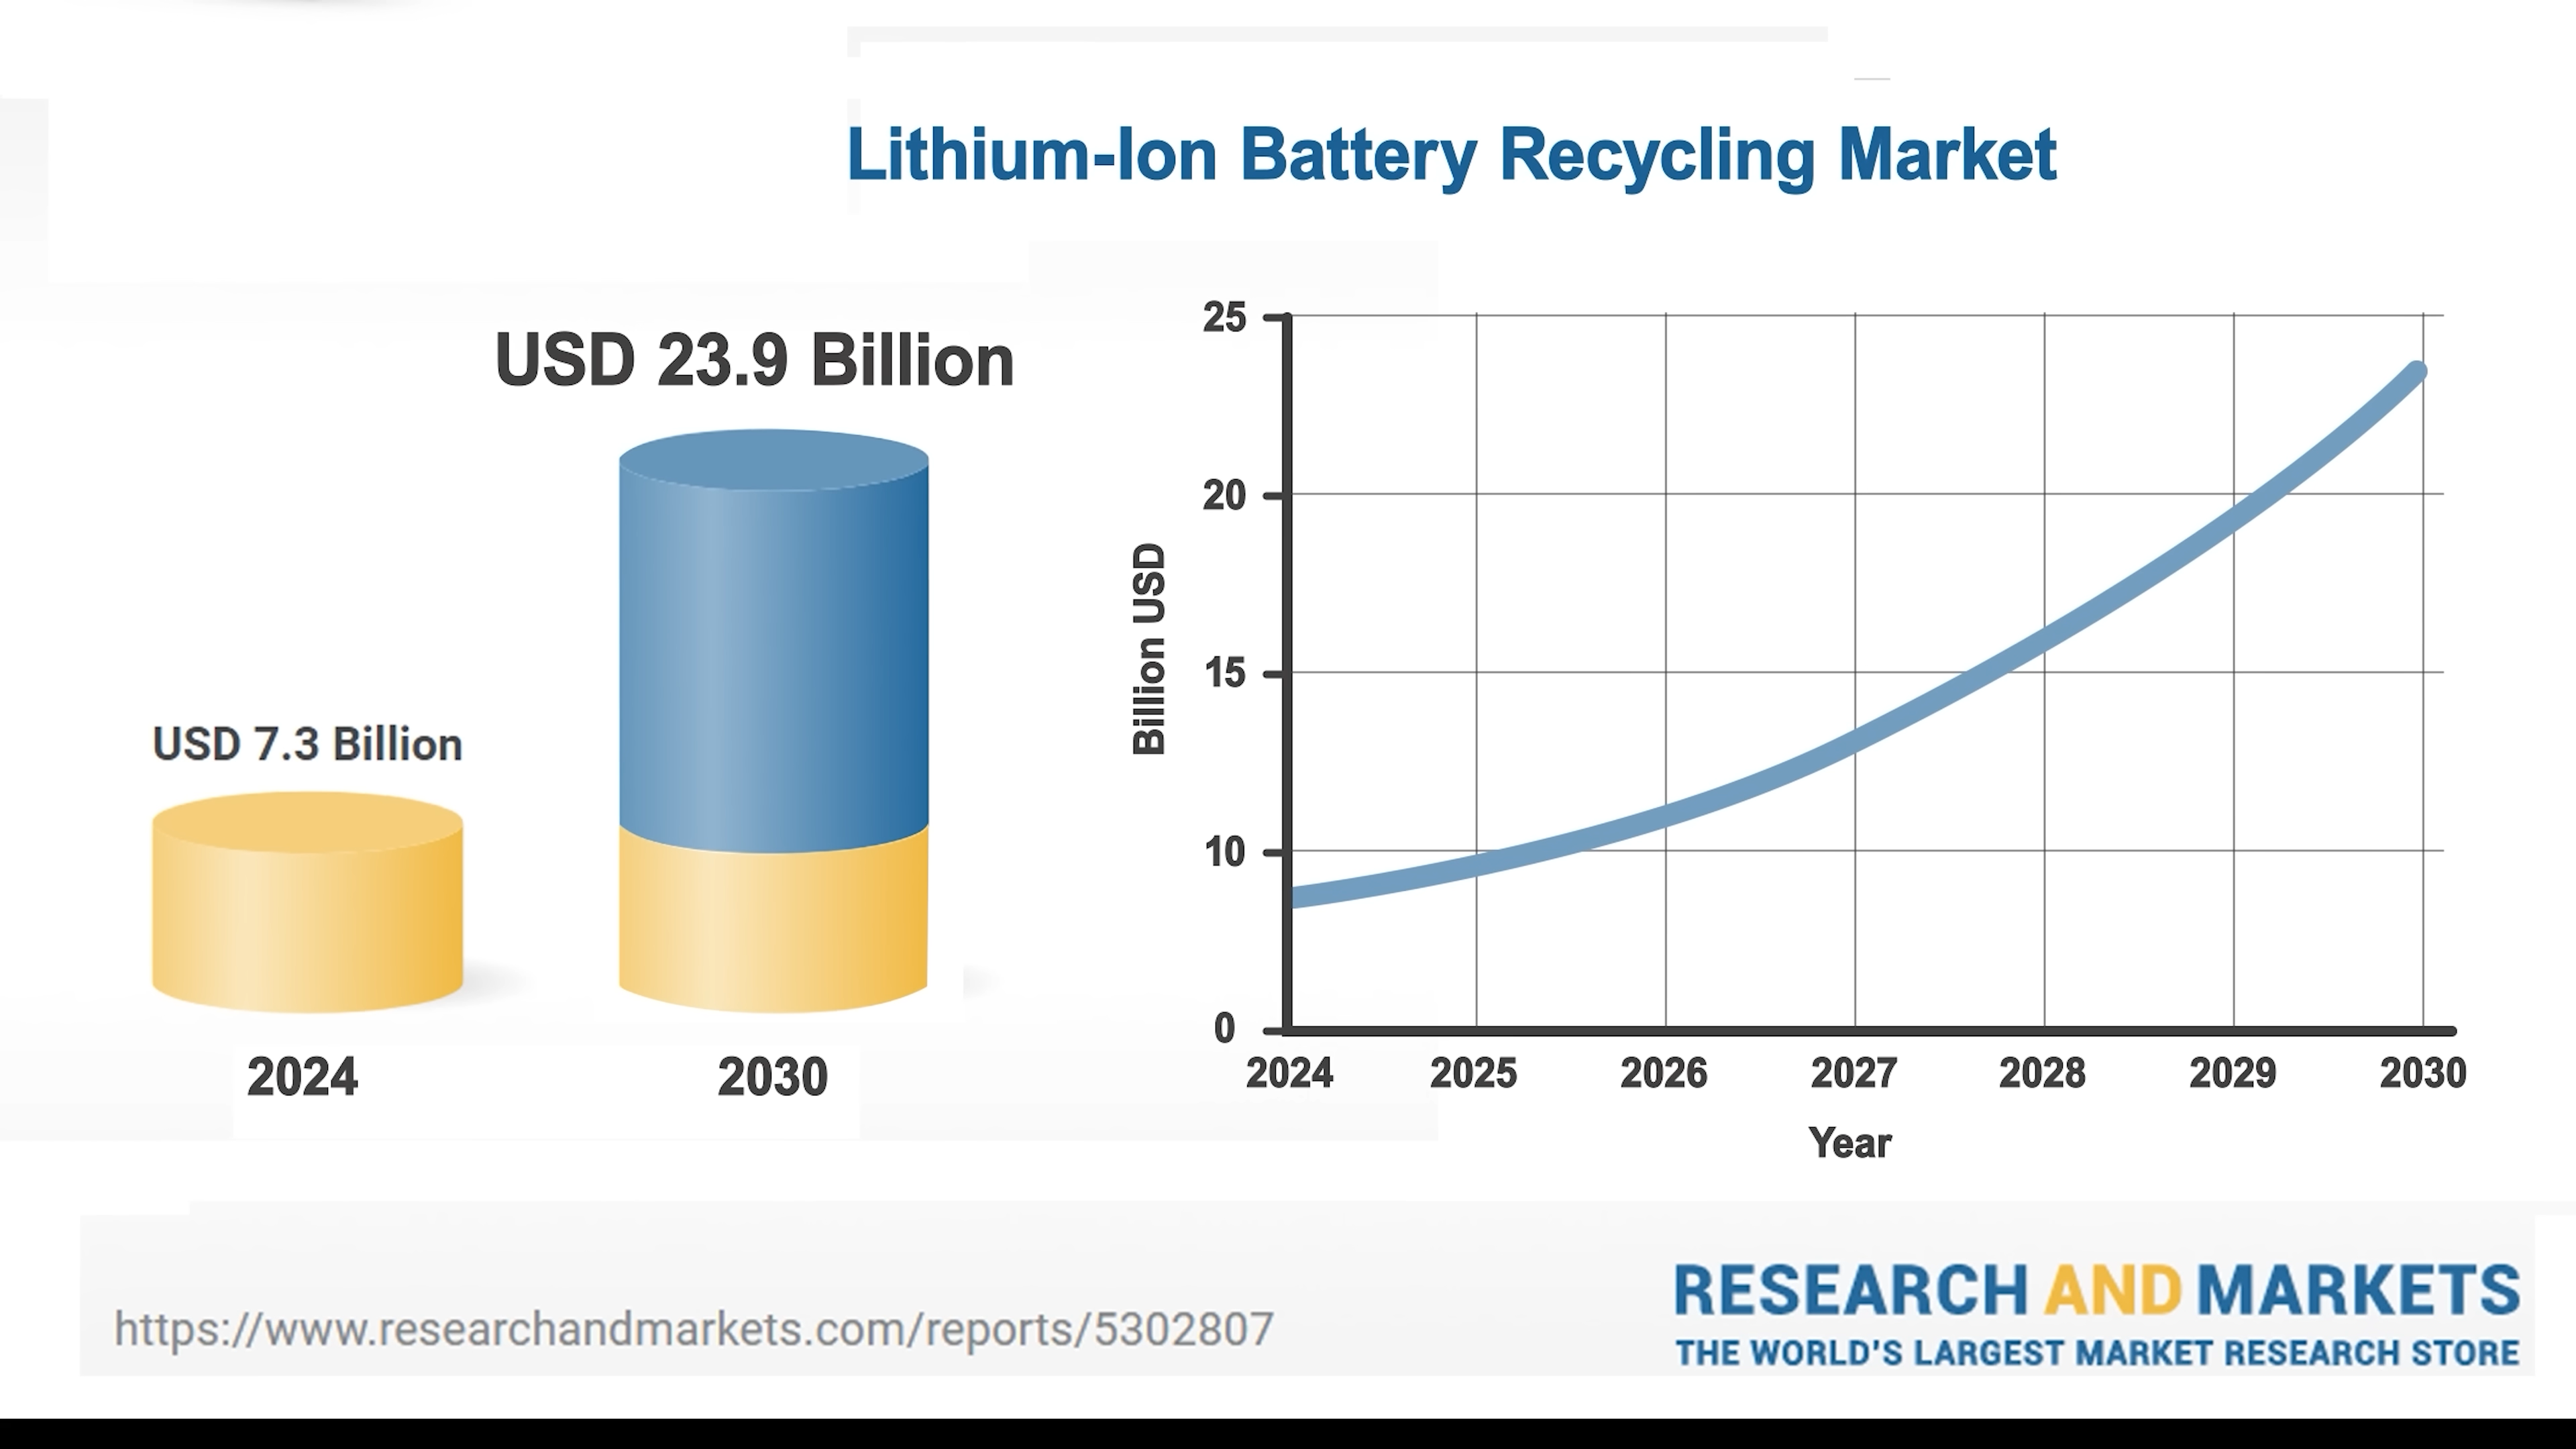 Lithium-Ion Battery Recycling Market
USD 23.9 Billion
USD 7.3 Billion
2024
2030
25
20
15
10
0
Billion USD
2024 2025 2026 2027 2028 2029 2030
Year
https://www.researchandmarkets.com/reports/5302807
RESEARCH AND MARKETS
THE WORLD'S LARGEST MARKET RESEARCH STORE